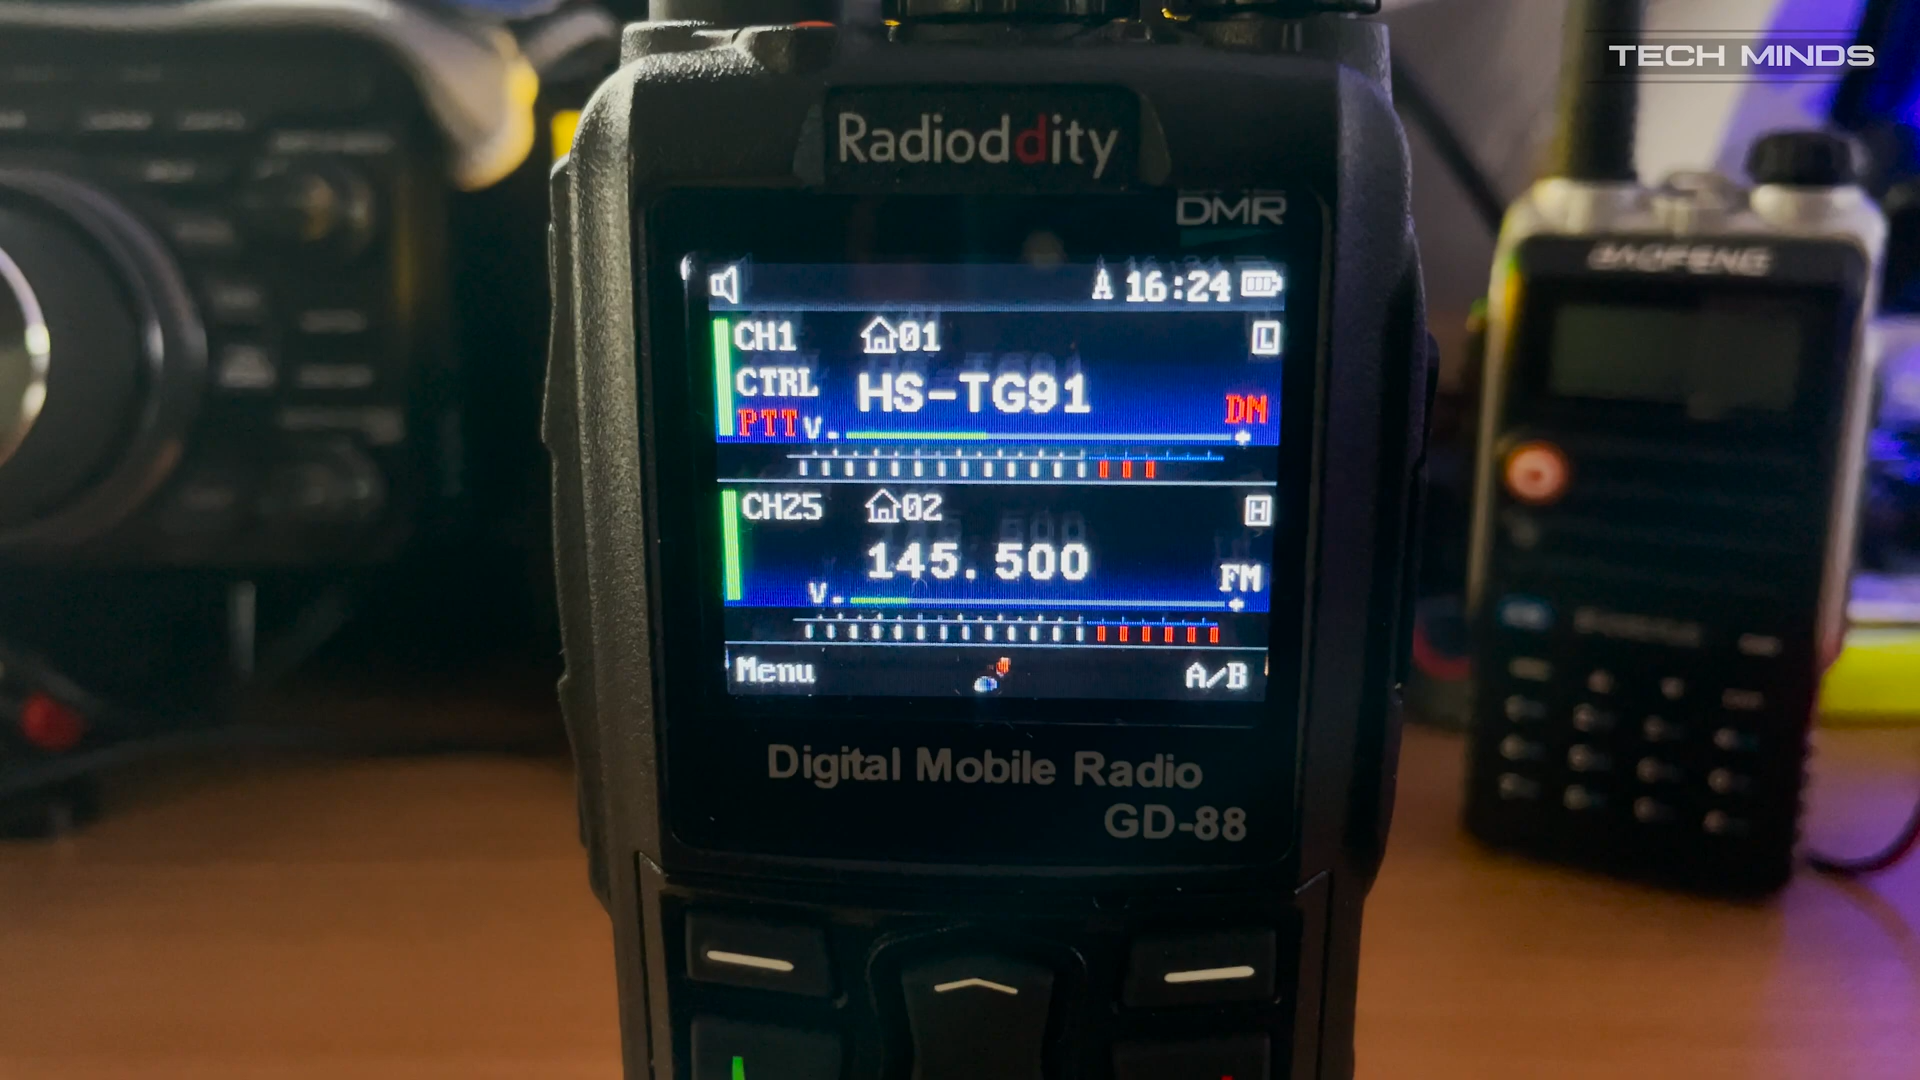 TECH MINDS
Radioddity
DMR
BAOFENG
16:24
CH1 01 L
CTRL HS-TG91
PTT V DM
CH25 02 H
145.500
V FM
Menu A/B
Digital Mobile Radio
GD-88